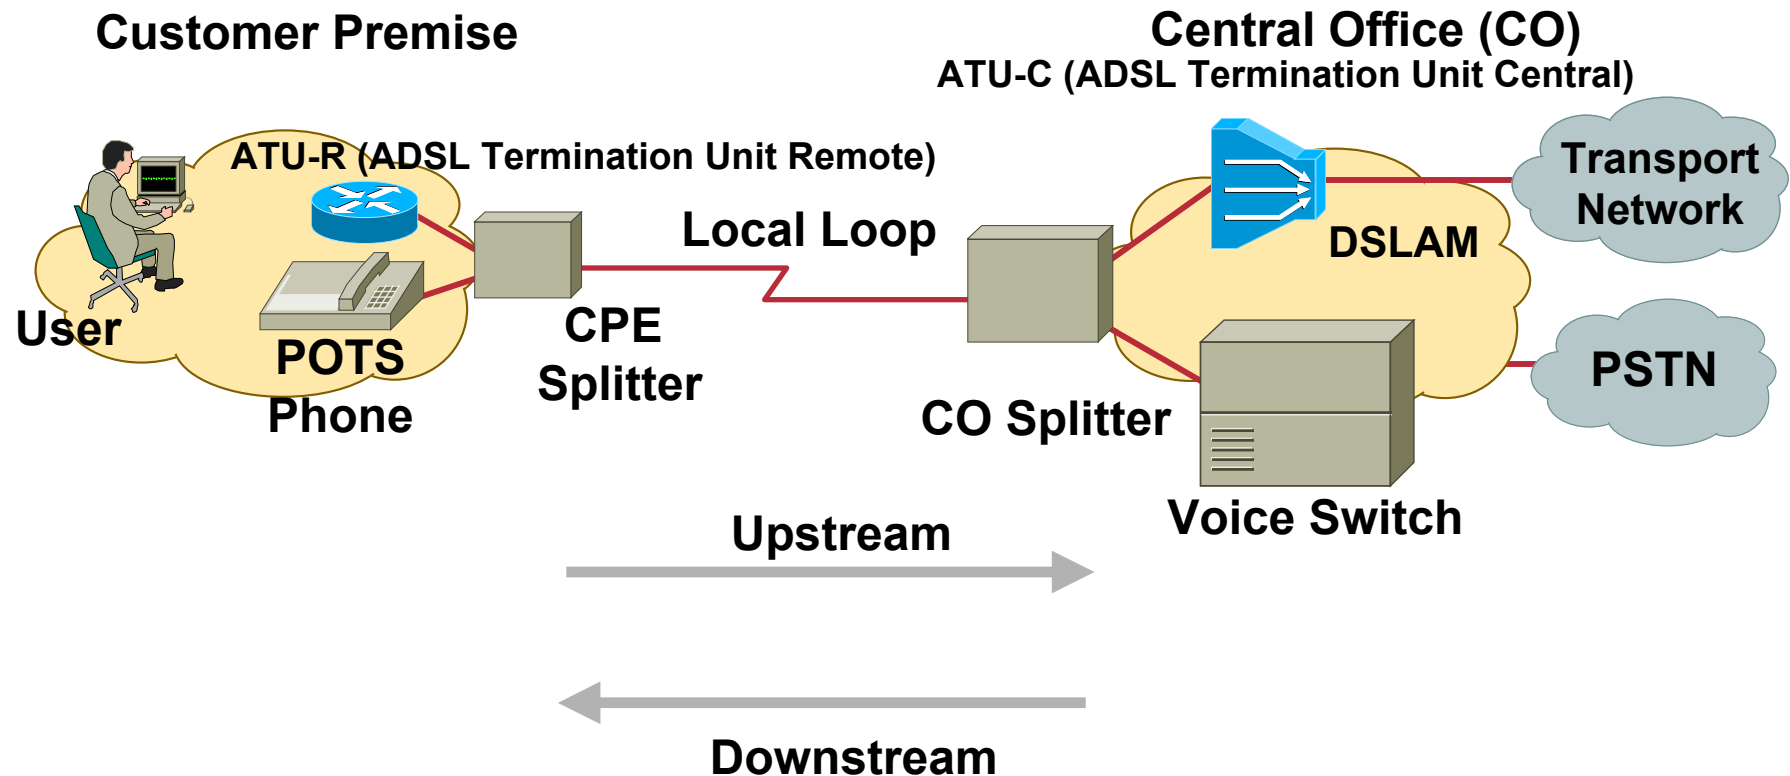 Customer Premise
Central Office (CO)
ATU-C (ADSL Termination Unit Central)
ATU-R (ADSL Termination Unit Remote)
Transport
Network
Local Loop
DSLAM
User
CPE
Splitter
POTS
Phone
PSTN
CO Splitter
Voice Switch
Upstream
Downstream